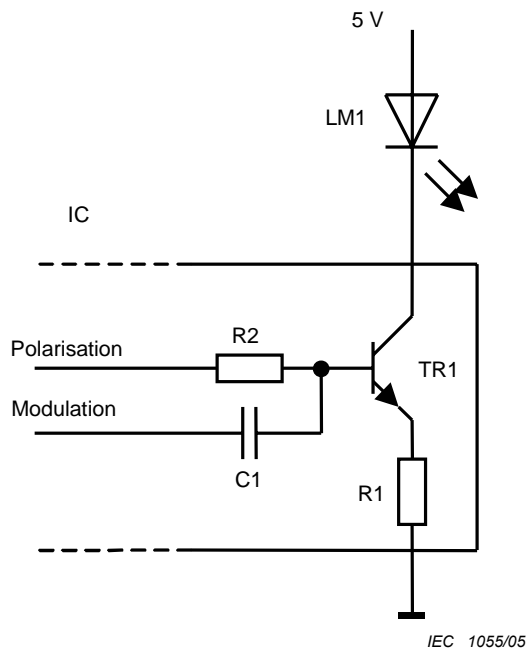 5 V
LM1
IC
R2
Polarisation
TR1
Modulation
C1
R1
IEC 1055/05